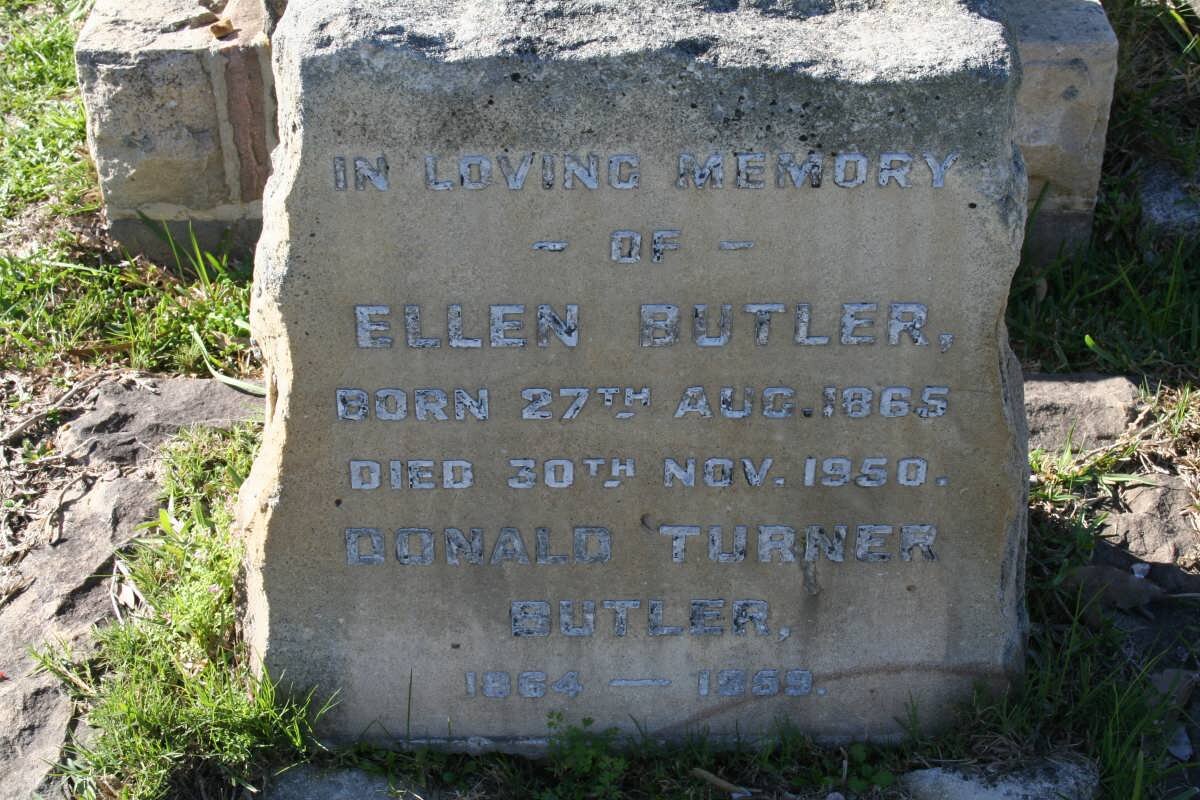 IN LOVING MEMORY
- OF -
ELLEN BUTLER,
BORN 27TH AUG. 1865
DIED 30TH NOV. 1950.
DONALD TURNER
BUTLER,
1864 — 1959.